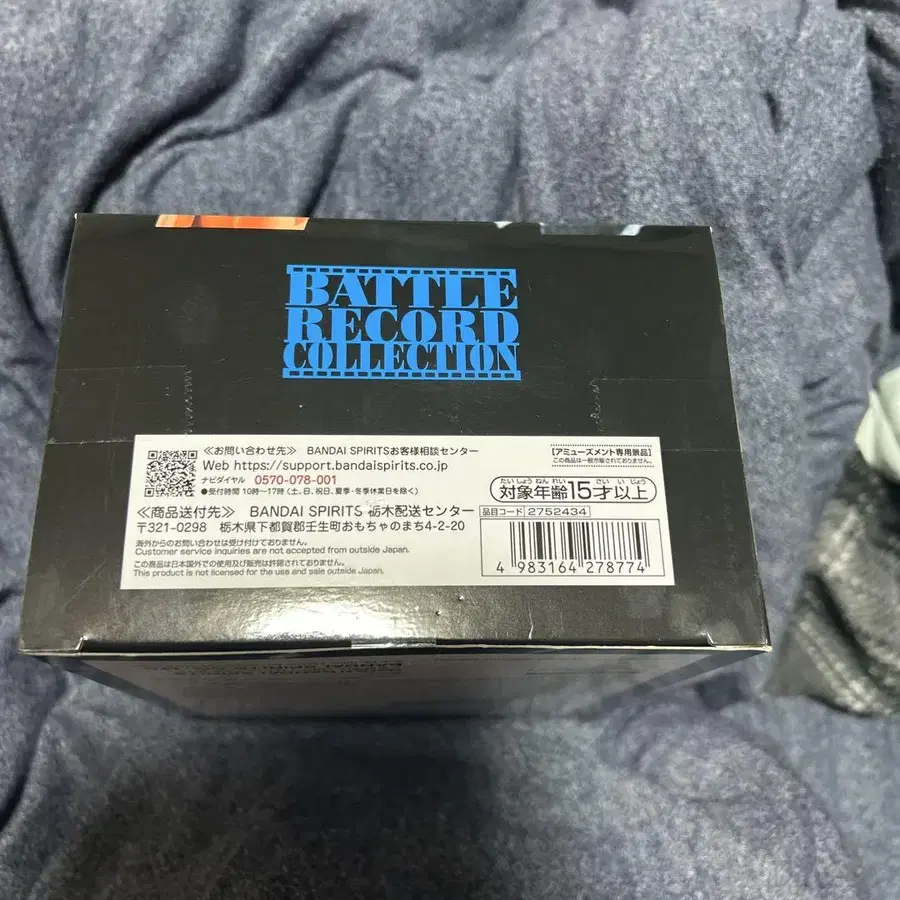 BATTLE
RECORD
COLLECTION
≪お問い合わせ先≫ BANDAI SPIRITSお客様相談センター
Web https://support.bandaispirits.co.jp
ナビダイヤル 0570-078-001
●受付時間 10時〜17時(土、日、祝日、夏季・冬季休業日を除く)
≪商品送付先≫ BANDAI SPIRITS 栃木配送センター
〒321-0298 栃木県下都賀郡壬生町おもちゃのまち4-2-20
海外からのお問い合わせは受け付けておりません。
Customer service inquiries are not accepted from outside Japan.
この商品は日本国外での使用及び販売は許諾されておりません。
This product is not licensed for the use and sale outside Japan.
[アミューズメント専用景品]
この商品は一般市販されておりません。
たいしょうねんれい さいいじょう
対象年齢15才以上
品目コード 2752434
4 983164 278774